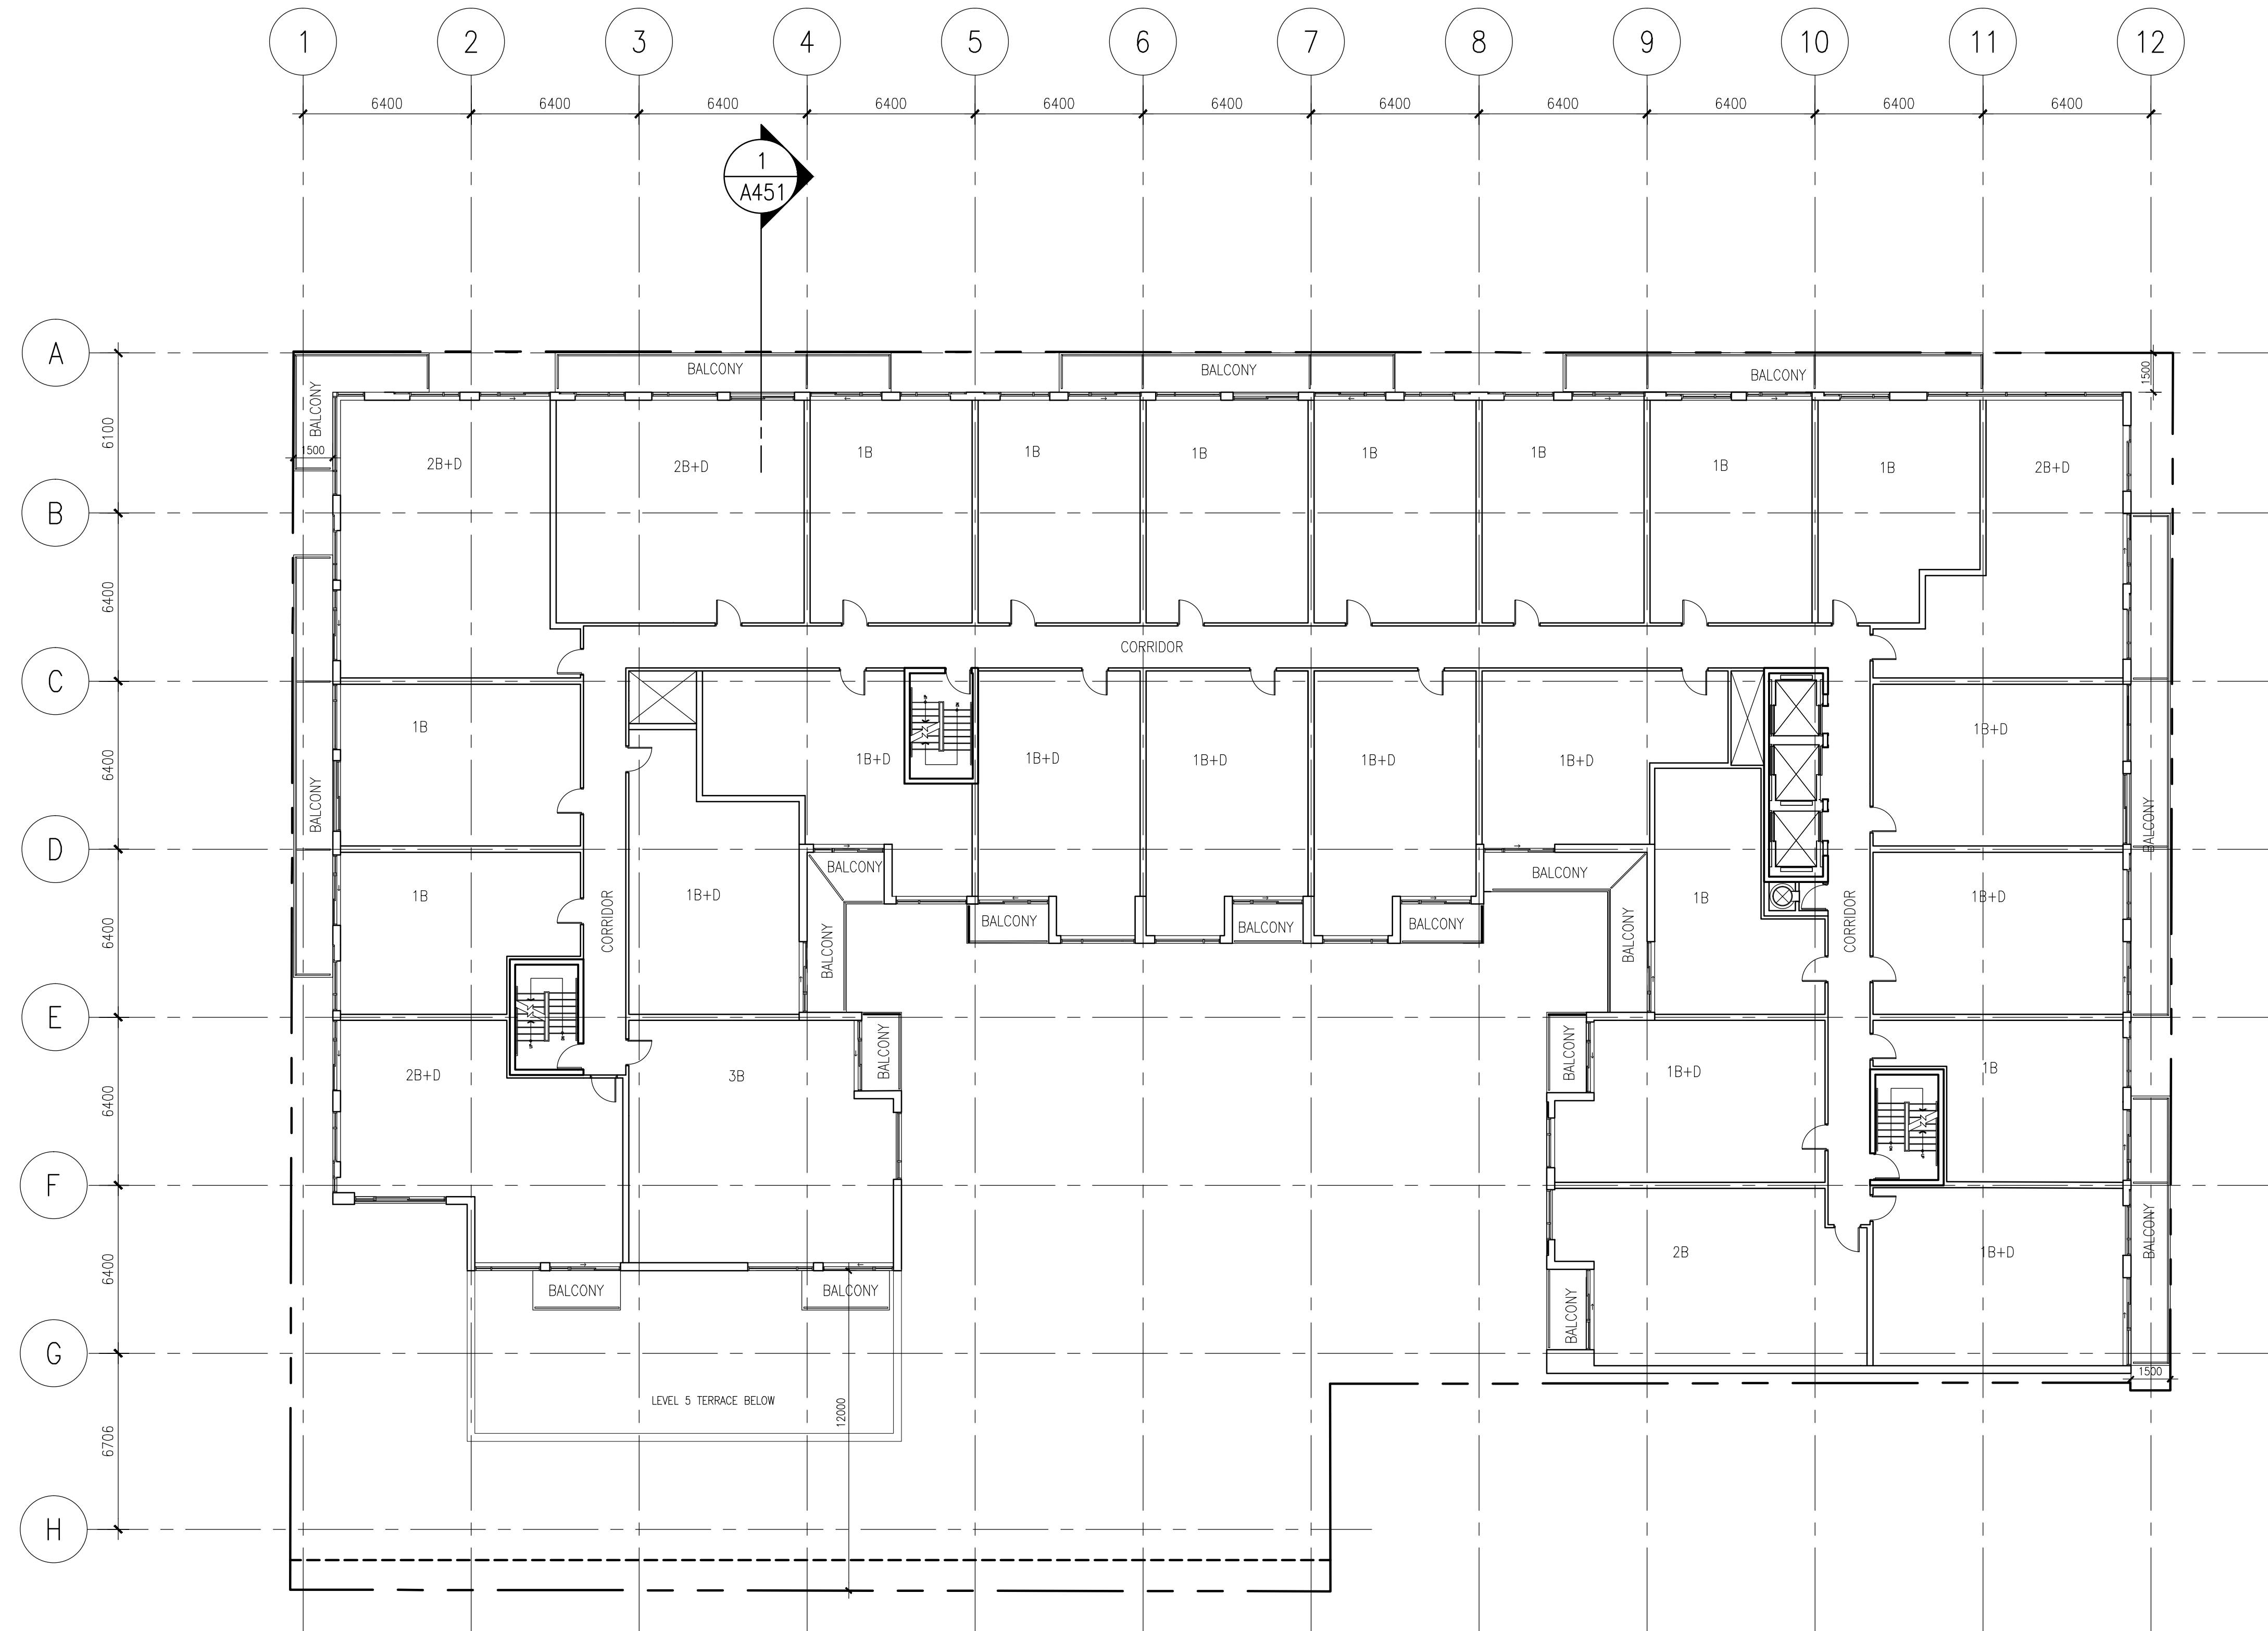 1 2 3 4 5 6 7 8 9 10 11 12
6400 6400 6400 6400 6400 6400 6400 6400 6400 6400 6400
1
A451
A
BALCONY BALCONY BALCONY
BALCONY
1500
6100
1500
2B+D 2B+D 1B 1B 1B 1B 1B 1B 1B 2B+D
B
6400
CORRIDOR
C
1B 1B+D
6400
1B+D 1B+D 1B+D 1B+D 1B+D
BALCONY
BALCONY
D
BALCONY BALCONY
1B 1B+D 1B 1B+D
6400
CORRIDOR
CORRIDOR
BALCONY BALCONY BALCONY
BALCONY
BALCONY
E
BALCONY
BALCONY
2B+D 3B 1B+D 1B
6400
F
BALCONY
2B 1B+D
6400
BALCONY BALCONY
BALCONY
G
1500
LEVEL 5 TERRACE BELOW
12000
6706
H